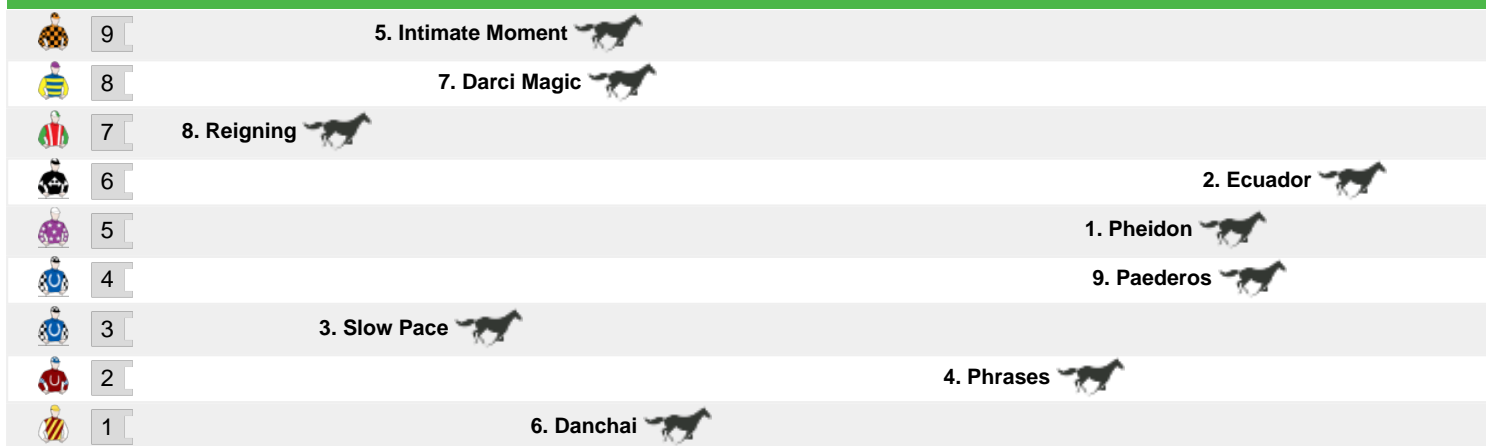 9 5. Intimate Moment
8 7. Darci Magic
7 8. Reigning
6 2. Ecuador
5 1. Pheidon
4 9. Paederos
3 3. Slow Pace
2 4. Phrases
1 6. Danchai